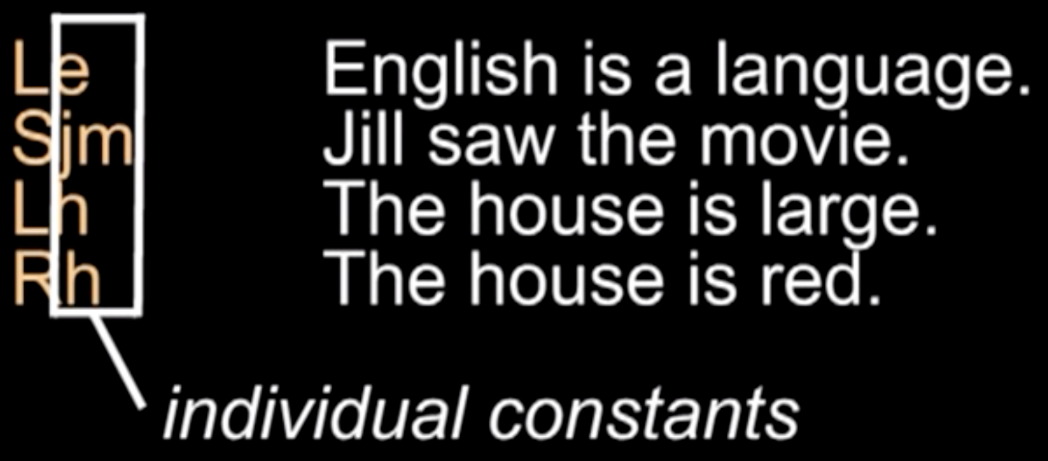 Le English is a language.
Sjm Jill saw the movie.
Lh The house is large.
Rh The house is red.
individual constants